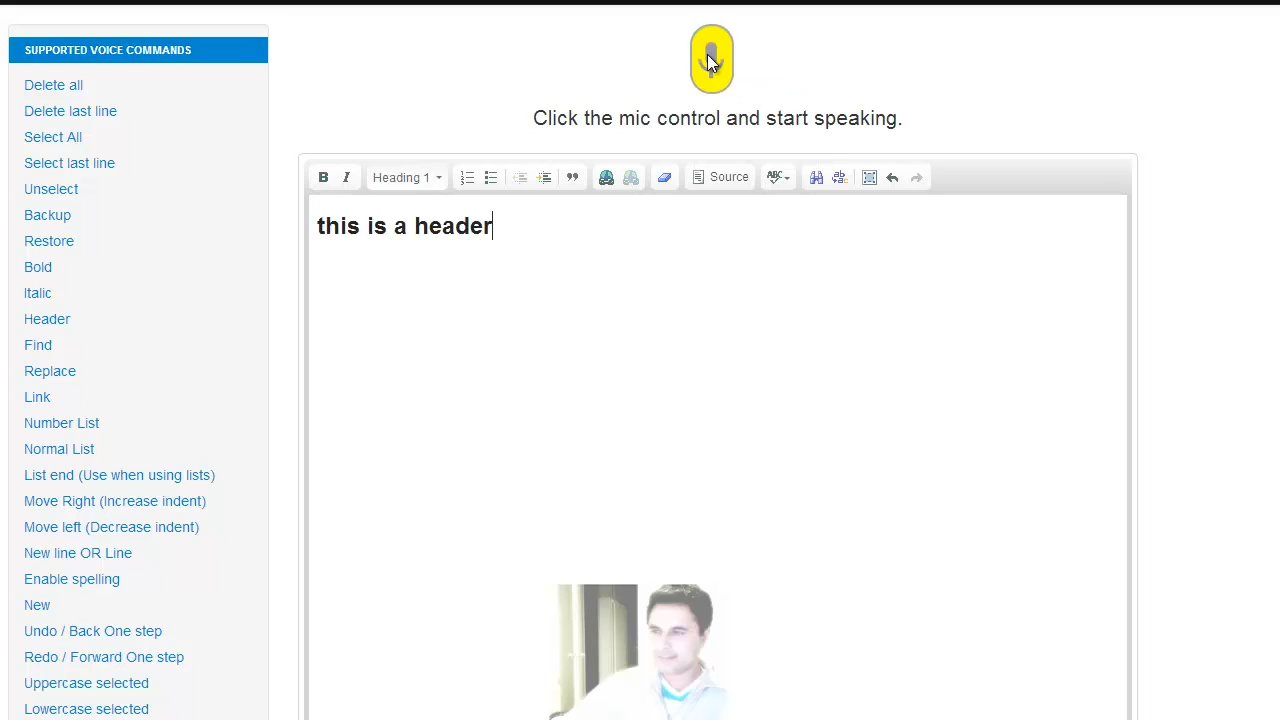 SUPPORTED VOICE COMMANDS
Delete all
Delete last line
Select All
Select last line
Unselect
Backup
Restore
Bold
Italic
Header
Find
Replace
Link
Number List
Normal List
List end (Use when using lists)
Move Right (Increase indent)
Move left (Decrease indent)
New line OR Line
Enable spelling
New
Undo / Back One step
Redo / Forward One step
Uppercase selected
Lowercase selected
Click the mic control and start speaking.
B I Heading 1 Source ABC
this is a header